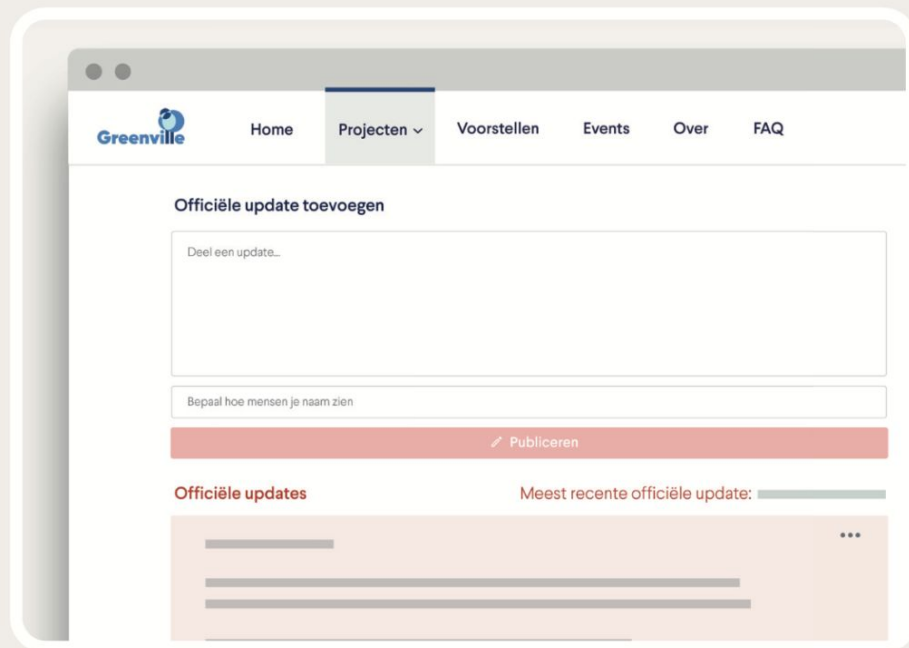 Greenville
Home Projecten Voorstellen Events Over FAQ
Officiële update toevoegen
Deel een update...
Bepaal hoe mensen je naam zien
Publiceren
Officiële updates Meest recente officiële update: